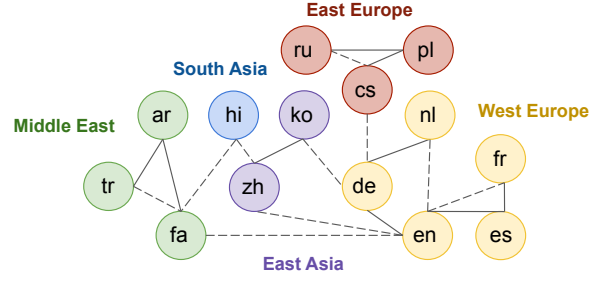 East Europe
ru
pl
South Asia
cs
Middle East
ar
hi
ko
nl
West Europe
fr
tr
zh
de
fa
en
es
East Asia